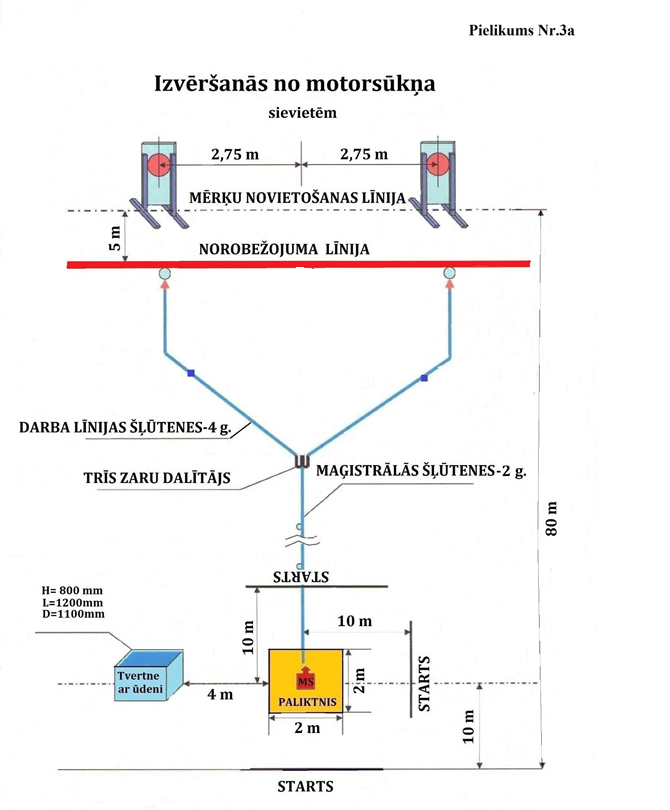 Pielikums Nr.3a
Izvēršanās no motorsūkņa
sievietēm
2,75 m
2,75 m
MĒRĶU NOVIETOŠANAS LĪNIJA
5 m
NOROBEŽOJUMA LĪNIJA
DARBA LĪNIJAS ŠĻŪTENES-4 g.
TRĪS ZARU DALĪTĀJS
MAĢISTRĀLĀS ŠĻŪTENES-2 g.
80 m
STARTS
H= 800 mm
L=1200mm
D=1100mm
10 m
10 m
STARTS
Tvertne
ar ūdeni
4 m
MS
PALIKTNIS
2 m
2 m
10 m
STARTS